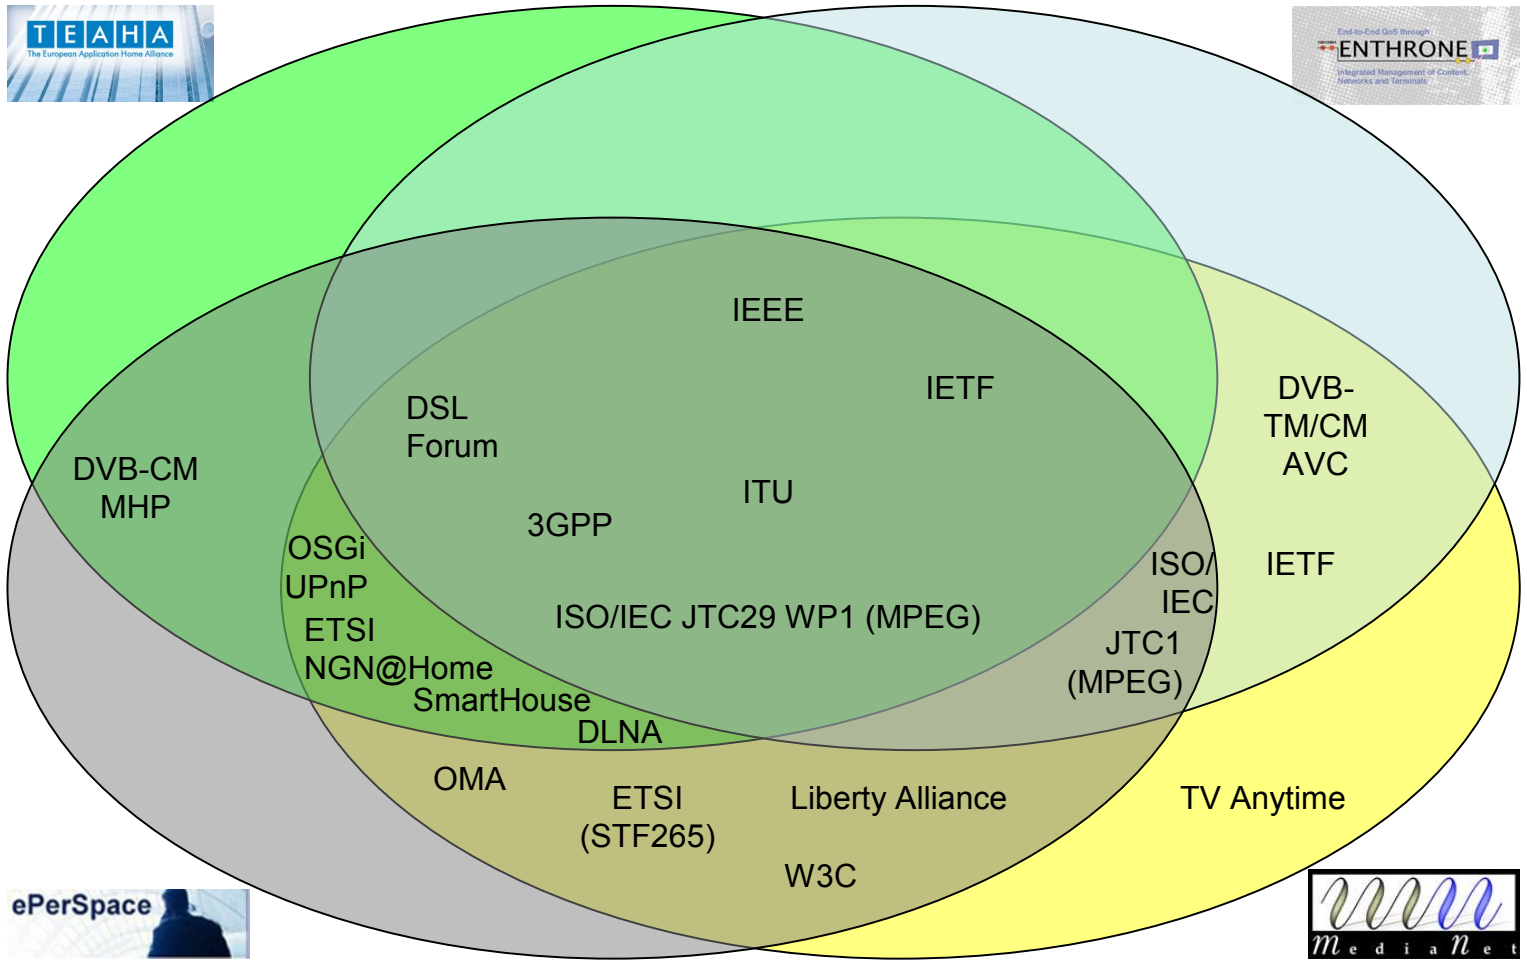 TEAHA
The European Application Home Alliance
End-to-End QoS through
ENTHRONE
Integrated Management of Content,
Networks and Terminals
IEEE
IETF
DSL
Forum
DVB-
TM/CM
AVC
DVB-CM
MHP
ITU
3GPP
OSGi
UPnP
ISO/
IEC
IETF
ISO/IEC JTC29 WP1 (MPEG)
ETSI
NGN@Home
JTC1
(MPEG)
SmartHouse
DLNA
OMA
ETSI
(STF265)
Liberty Alliance
TV Anytime
W3C
ePerSpace
MediaNet